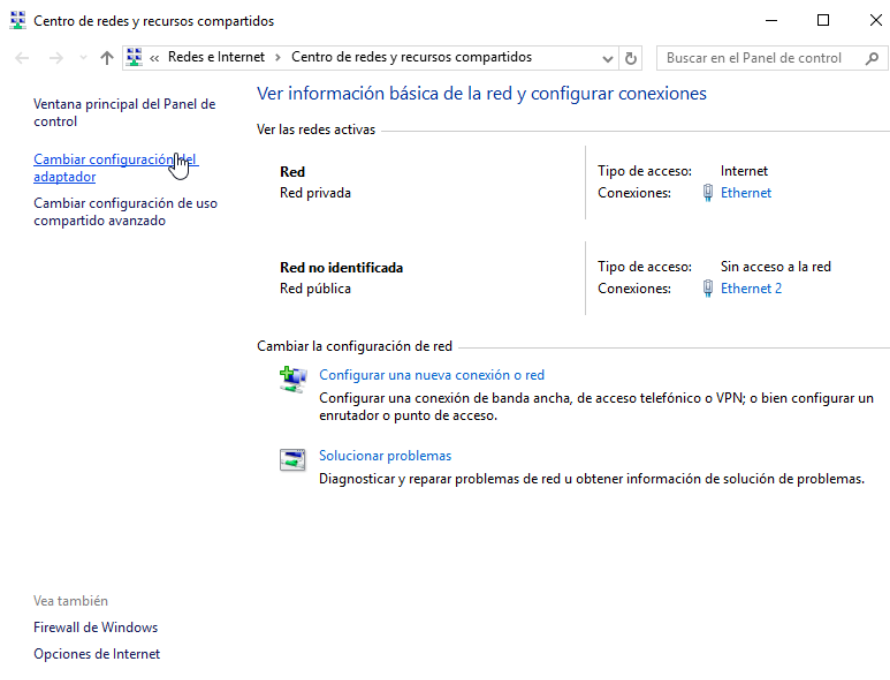 Centro de redes y recursos compartidos
« Redes e Internet > Centro de redes y recursos compartidos
Buscar en el Panel de control
Ventana principal del Panel de
control
Cambiar configuración del
adaptador
Cambiar configuración de uso
compartido avanzado
Ver información básica de la red y configurar conexiones
Ver las redes activas
Red
Red privada
Tipo de acceso: Internet
Conexiones: Ethernet
Red no identificada
Red pública
Tipo de acceso: Sin acceso a la red
Conexiones: Ethernet 2
Cambiar la configuración de red
Configurar una nueva conexión o red
Configurar una conexión de banda ancha, de acceso telefónico o VPN; o bien configurar un
enrutador o punto de acceso.
Solucionar problemas
Diagnosticar y reparar problemas de red u obtener información de solución de problemas.
Vea también
Firewall de Windows
Opciones de Internet